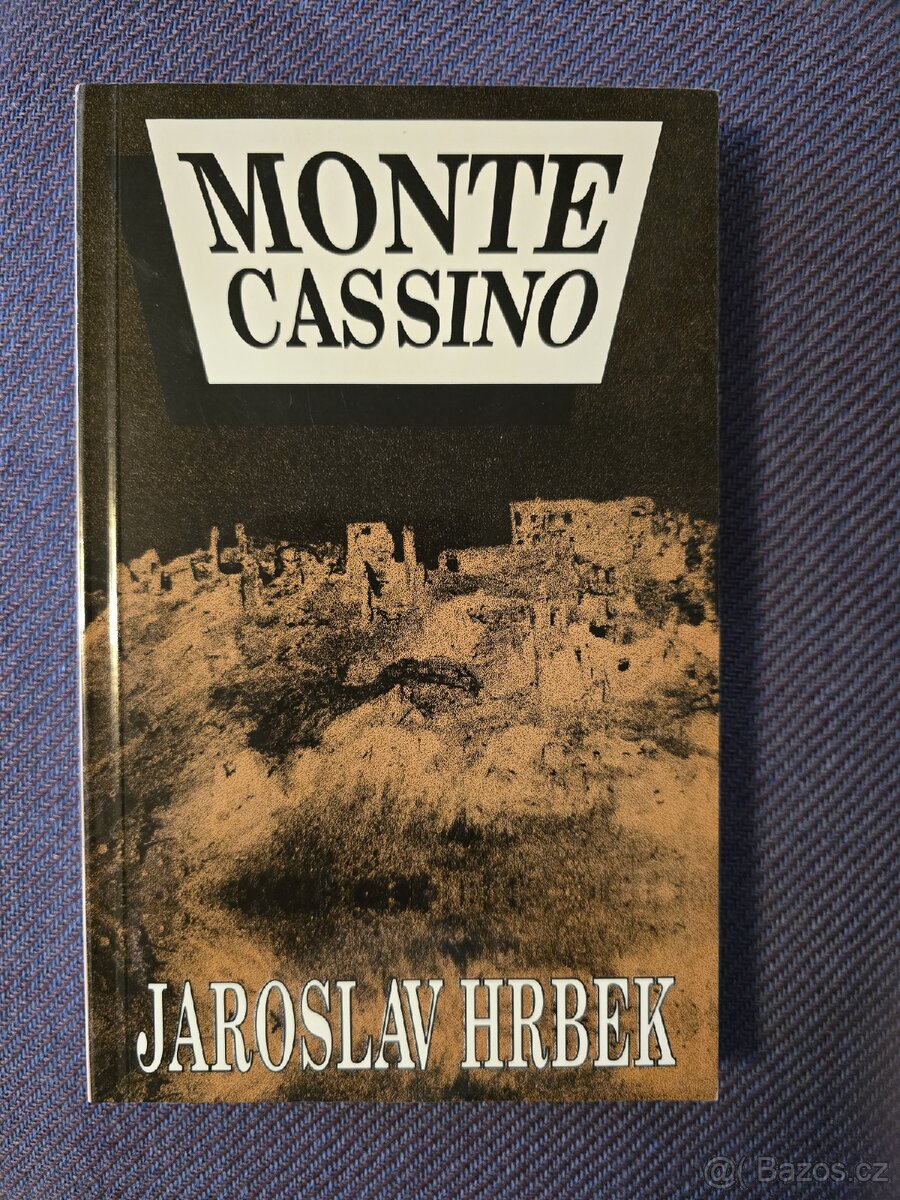 MONTE
CASSINO
JAROSLAV HRBEK
@( Bazos.cz